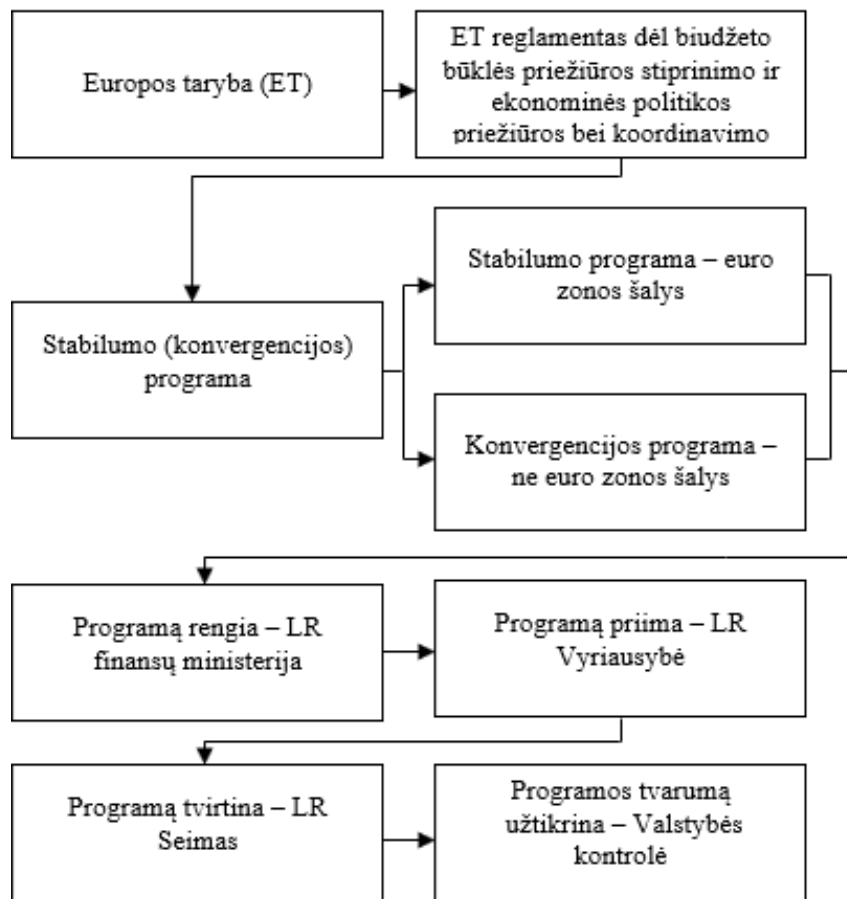 Europos taryba (ET)
ET reglamentas dėl biudžeto
būklės priežiūros stiprinimo ir
ekonominės politikos
priežiūros bei koordinavimo
Stabilumo (konvergencijos)
programa
Stabilumo programa – euro
zonos šalys
Konvergencijos programa –
ne euro zonos šalys
Programą rengia – LR
finansų ministerija
Programą priima – LR
Vyriausybė
Programą tvirtina – LR
Seimas
Programos tvarumą
užtikrina – Valstybės
kontrolė